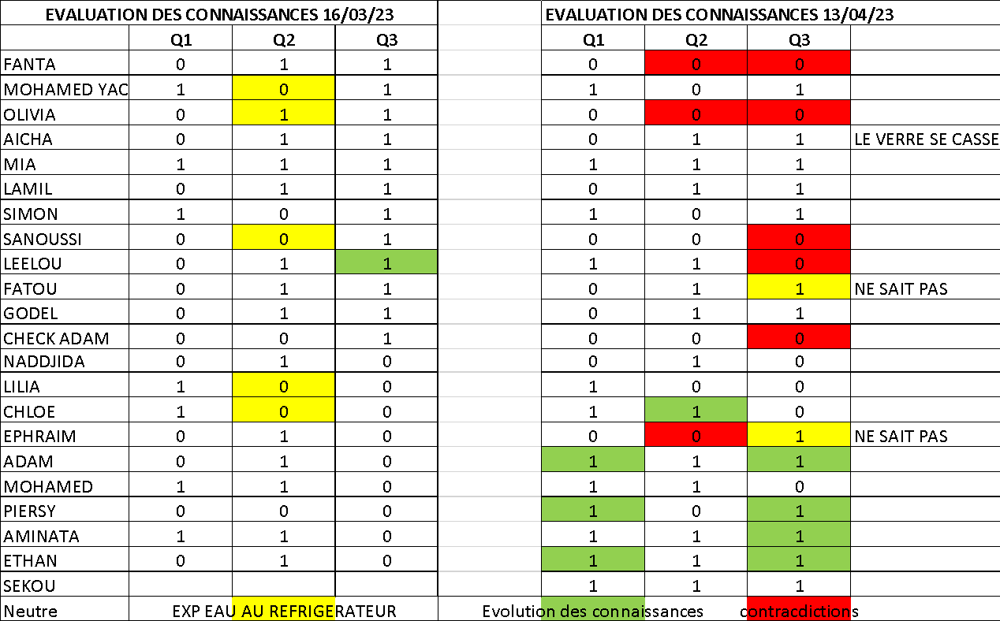 EVALUATION DES CONNAISSANCES 16/03/23 EVALUATION DES CONNAISSANCES 13/04/23
Q1 Q2 Q3 Q1 Q2 Q3
FANTA 0 1 1 0 0 0
MOHAMED YAC 1 0 1 1 0 1
OLIVIA 0 1 1 0 0 0
AICHA 0 1 1 0 1 1 LE VERRE SE CASSE
MIA 1 1 1 1 1 1
LAMIL 0 1 1 0 1 1
SIMON 1 0 1 1 0 1
SANOUSSI 0 0 1 0 0 0
LEELOU 0 1 1 1 1 0
FATOU 0 1 1 0 1 1 NE SAIT PAS
GODEL 0 1 1 0 1 1
CHECK ADAM 0 0 1 0 0 0
NADDJIDA 0 1 0 0 1 0
LILIA 1 0 0 1 0 0
CHLOE 1 0 0 1 1 0
EPHRAIM 0 1 0 0 0 1 NE SAIT PAS
ADAM 0 1 0 1 1 1
MOHAMED 1 1 0 1 1 0
PIERSY 0 0 0 1 0 1
AMINATA 1 1 0 1 1 1
ETHAN 0 1 0 1 1 1
SEKOU 1 1 1
Neutre EXP EAU AU REFRIGERATEUR Evolution des connaissances contracdictions